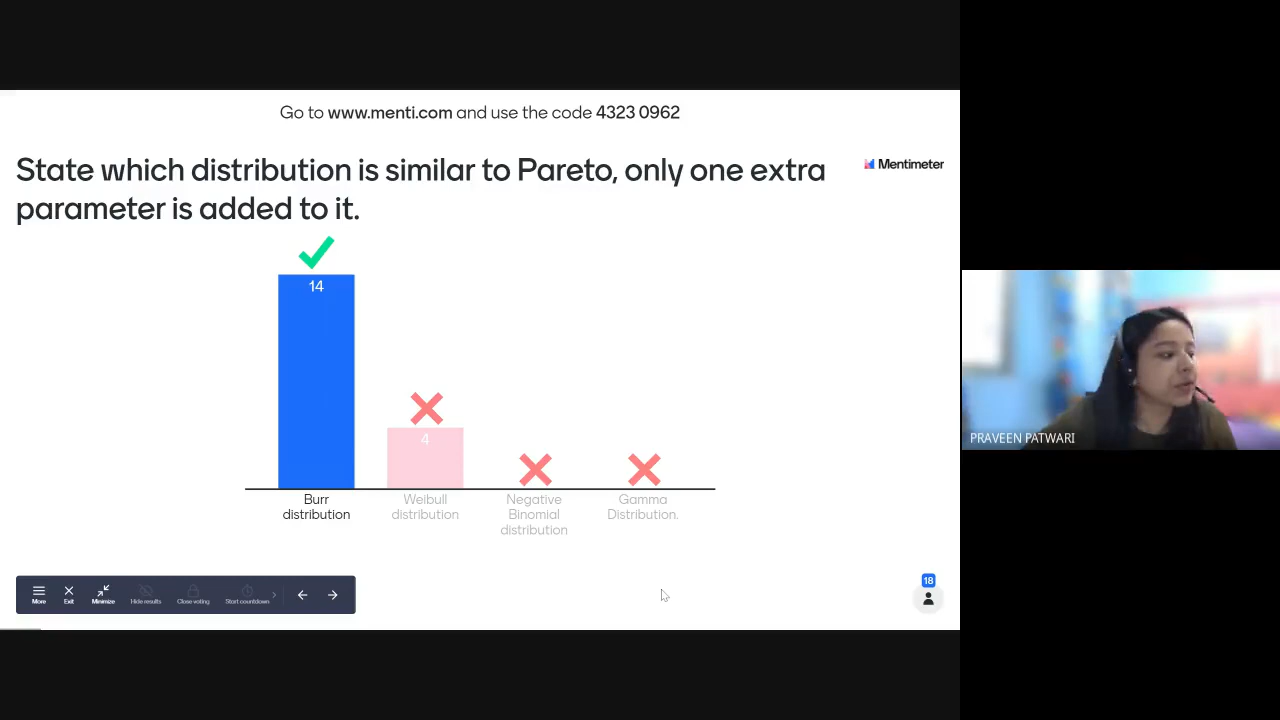 Go to www.menti.com and use the code 4323 0962
State which distribution is similar to Pareto, only one extra
parameter is added to it.
Mentimeter
14
4
Burr
distribution
Weibull
distribution
Negative
Binomial
distribution
Gamma
Distribution.
More
Exit
Minimize
Hide results
Close voting
Start countdown
18
PRAVEEN PATWARI